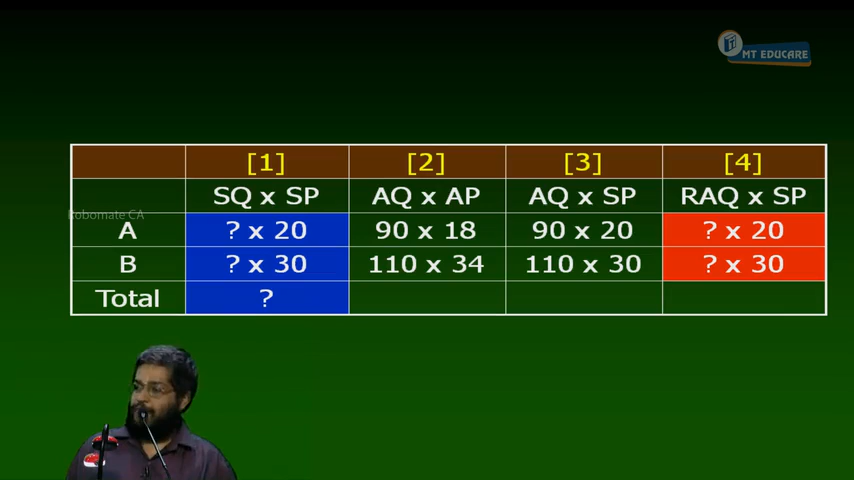 MT EDUCARE
[1] [2] [3] [4]
SQ x SP AQ x AP AQ x SP RAQ x SP
Robomate CA
A ? x 20 90 x 18 90 x 20 ? x 20
B ? x 30 110 x 34 110 x 30 ? x 30
Total ?